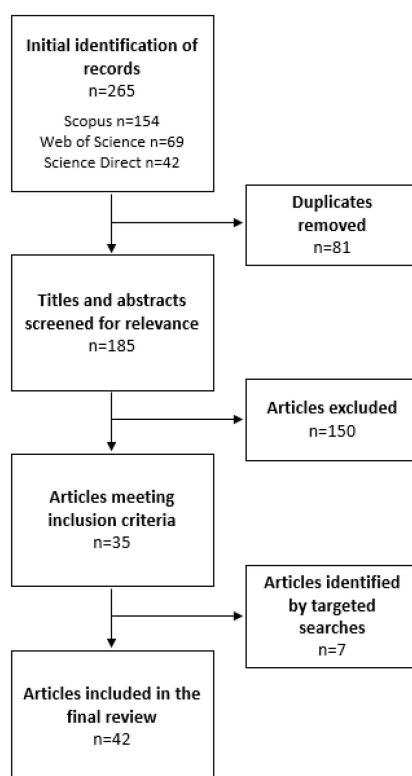 Initial identification of
records
n=265
Scopus n=154
Web of Science n=69
Science Direct n=42
Duplicates
removed
n=81
Titles and abstracts
screened for relevance
n=185
Articles excluded
n=150
Articles meeting
inclusion criteria
n=35
Articles identified
by targeted
searches
n=7
Articles included in the
final review
n=42